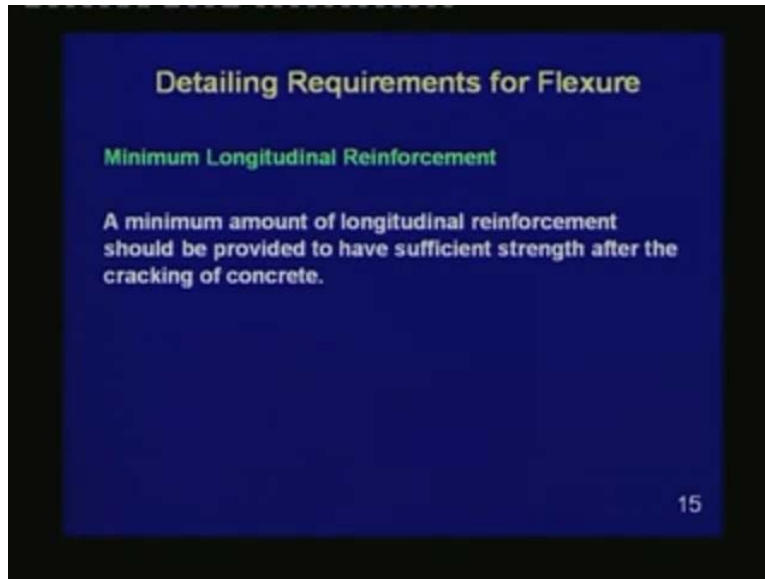 Detailing Requirements for Flexure
Minimum Longitudinal Reinforcement
A minimum amount of longitudinal reinforcement
should be provided to have sufficient strength after the
cracking of concrete.
15